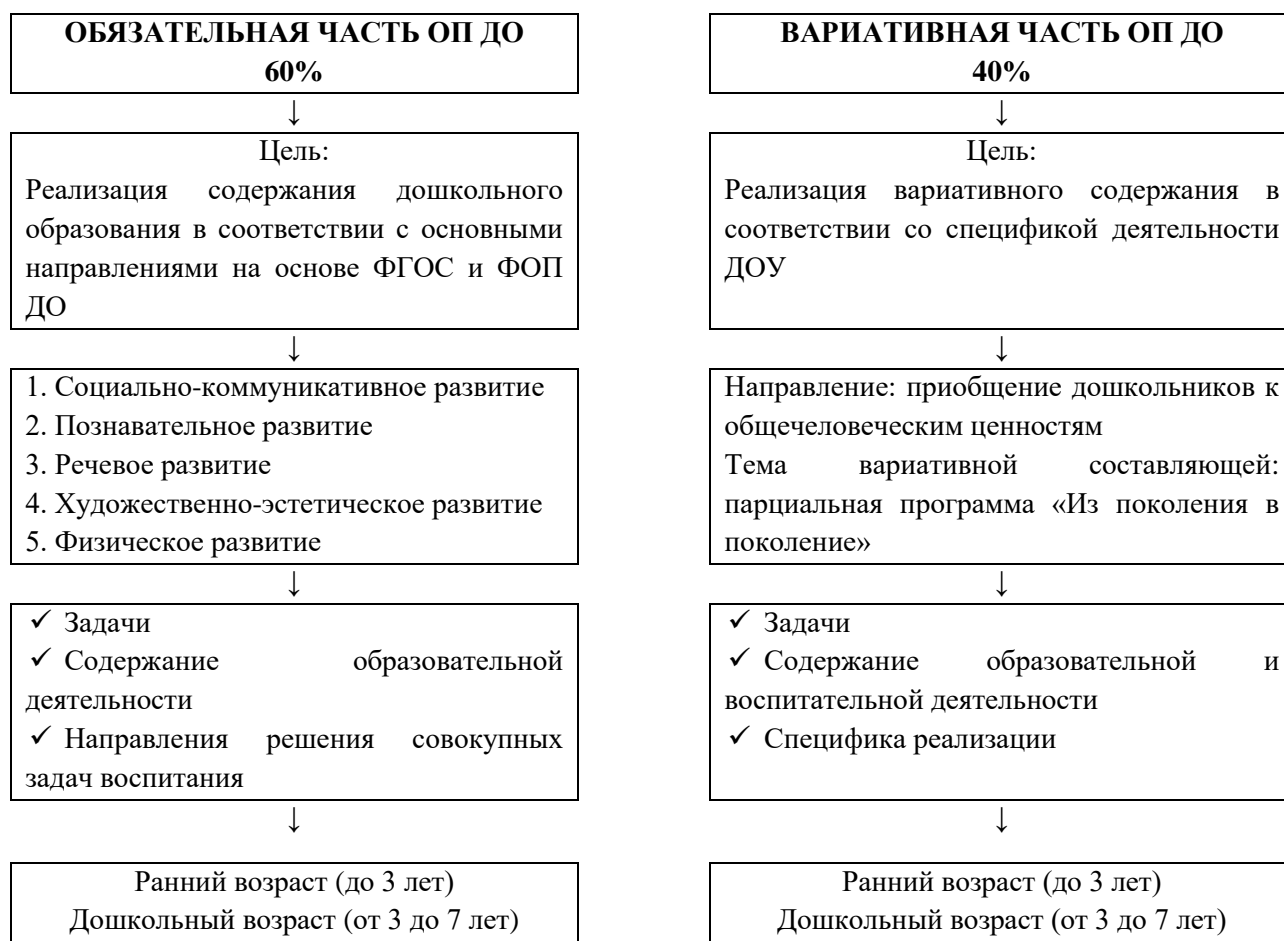 ОБЯЗАТЕЛЬНАЯ ЧАСТЬ ОП ДО
60%
↓
Цель:
Реализация содержания дошкольного
образования в соответствии с основными
направлениями на основе ФГОС и ФОП
ДО
↓
1. Социально-коммуникативное развитие
2. Познавательное развитие
3. Речевое развитие
4. Художественно-эстетическое развитие
5. Физическое развитие
↓
✓ Задачи
✓ Содержание образовательной
деятельности
✓ Направления решения совокупных
задач воспитания
↓
Ранний возраст (до 3 лет)
Дошкольный возраст (от 3 до 7 лет)
ВАРИАТИВНАЯ ЧАСТЬ ОП ДО
40%
↓
Цель:
Реализация вариативного содержания в
соответствии со спецификой деятельности
ДОУ
↓
Направление: приобщение дошкольников к
общечеловеческим ценностям
Тема вариативной составляющей:
парциальная программа «Из поколения в
поколение»
↓
✓ Задачи
✓ Содержание образовательной и
воспитательной деятельности
✓ Специфика реализации
↓
Ранний возраст (до 3 лет)
Дошкольный возраст (от 3 до 7 лет)